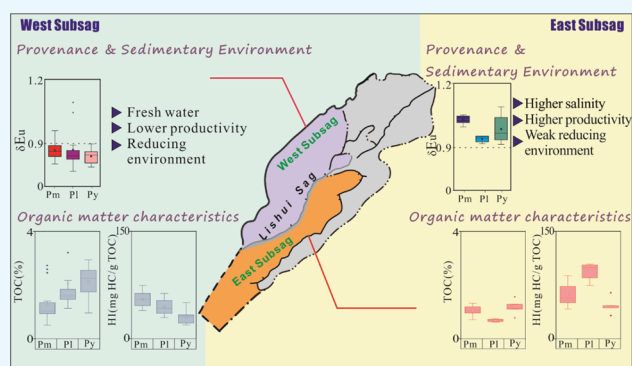 West Subsag
Provenance & Sedimentary Environment
1.2
0.9
0
δEu
Pm Pl Py
Fresh water
Lower productivity
Reducing
environment
Organic matter characteristics
4
0
TOC(%)
Pm Pl Py
150
0
HI(mg HC/g TOC)
Pm Pl Py
West Subsag
Lishui Sag
East Subsag
East Subsag
Provenance &
Sedimentary Environment
1.2
0.9
δEu
Pm Pl Py
Higher salinity
Higher productivity
Weak reducing
environment
Organic matter characteristics
4
0
TOC(%)
Pm Pl Py
150
0
HI(mg HC/g TOC)
Pm Pl Py